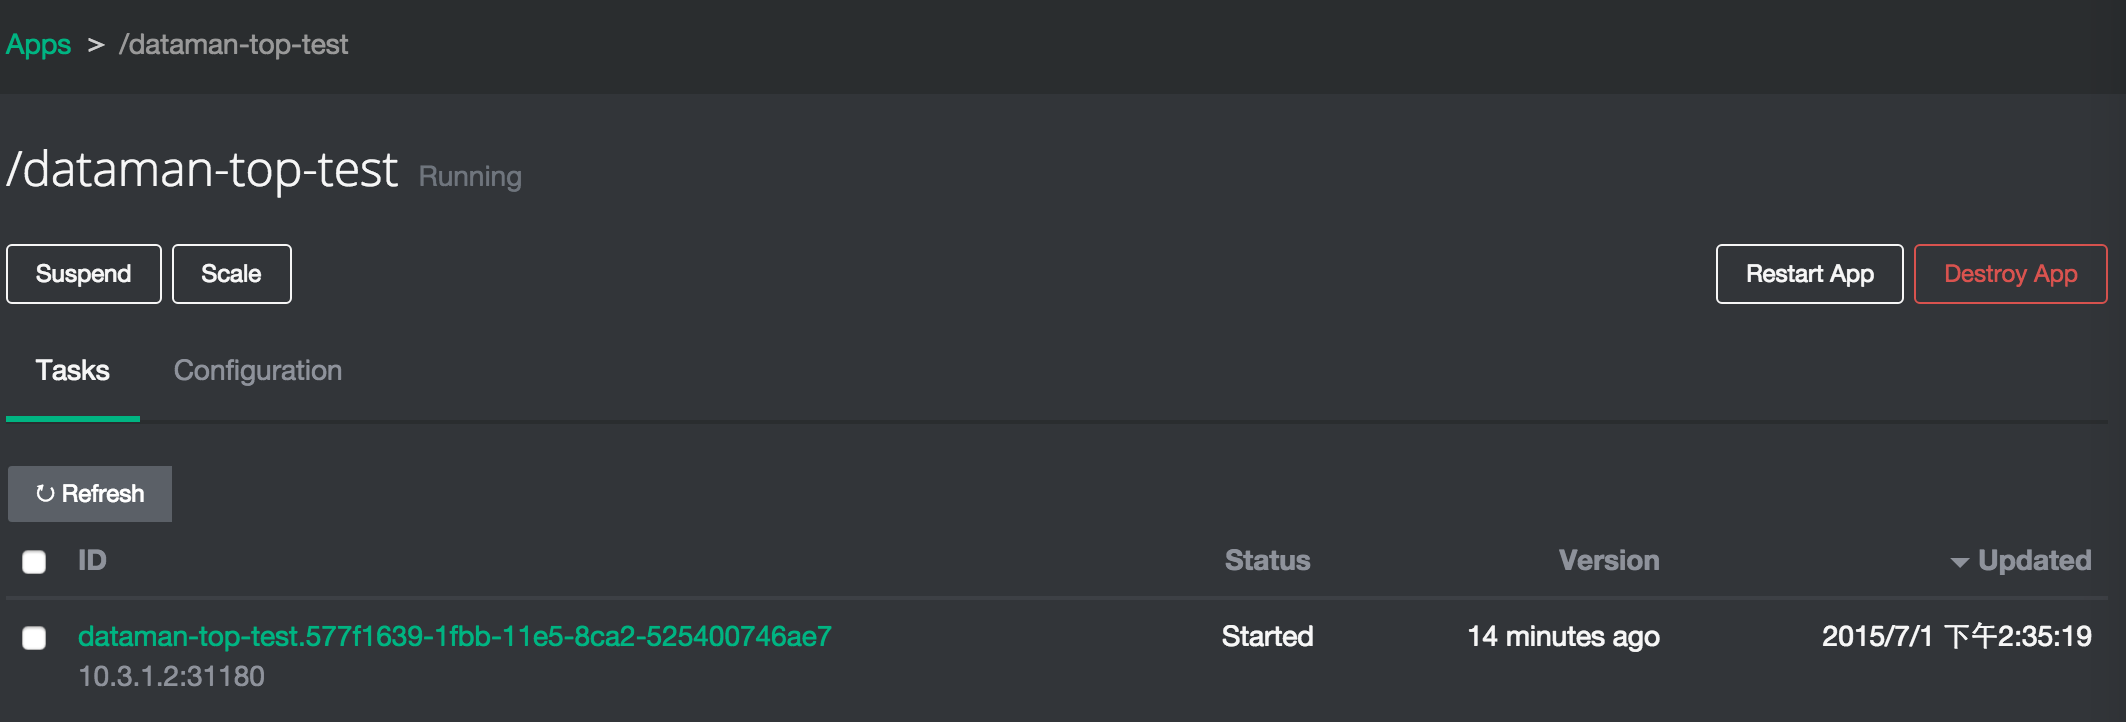 Apps > /dataman-top-test
/dataman-top-test Running
Suspend Scale Restart App Destroy App
Tasks Configuration
Refresh
ID Status Version Updated
dataman-top-test.577f1639-1fbb-11e5-8ca2-525400746ae7 Started 14 minutes ago 2015/7/1 下午2:35:19
10.3.1.2:31180